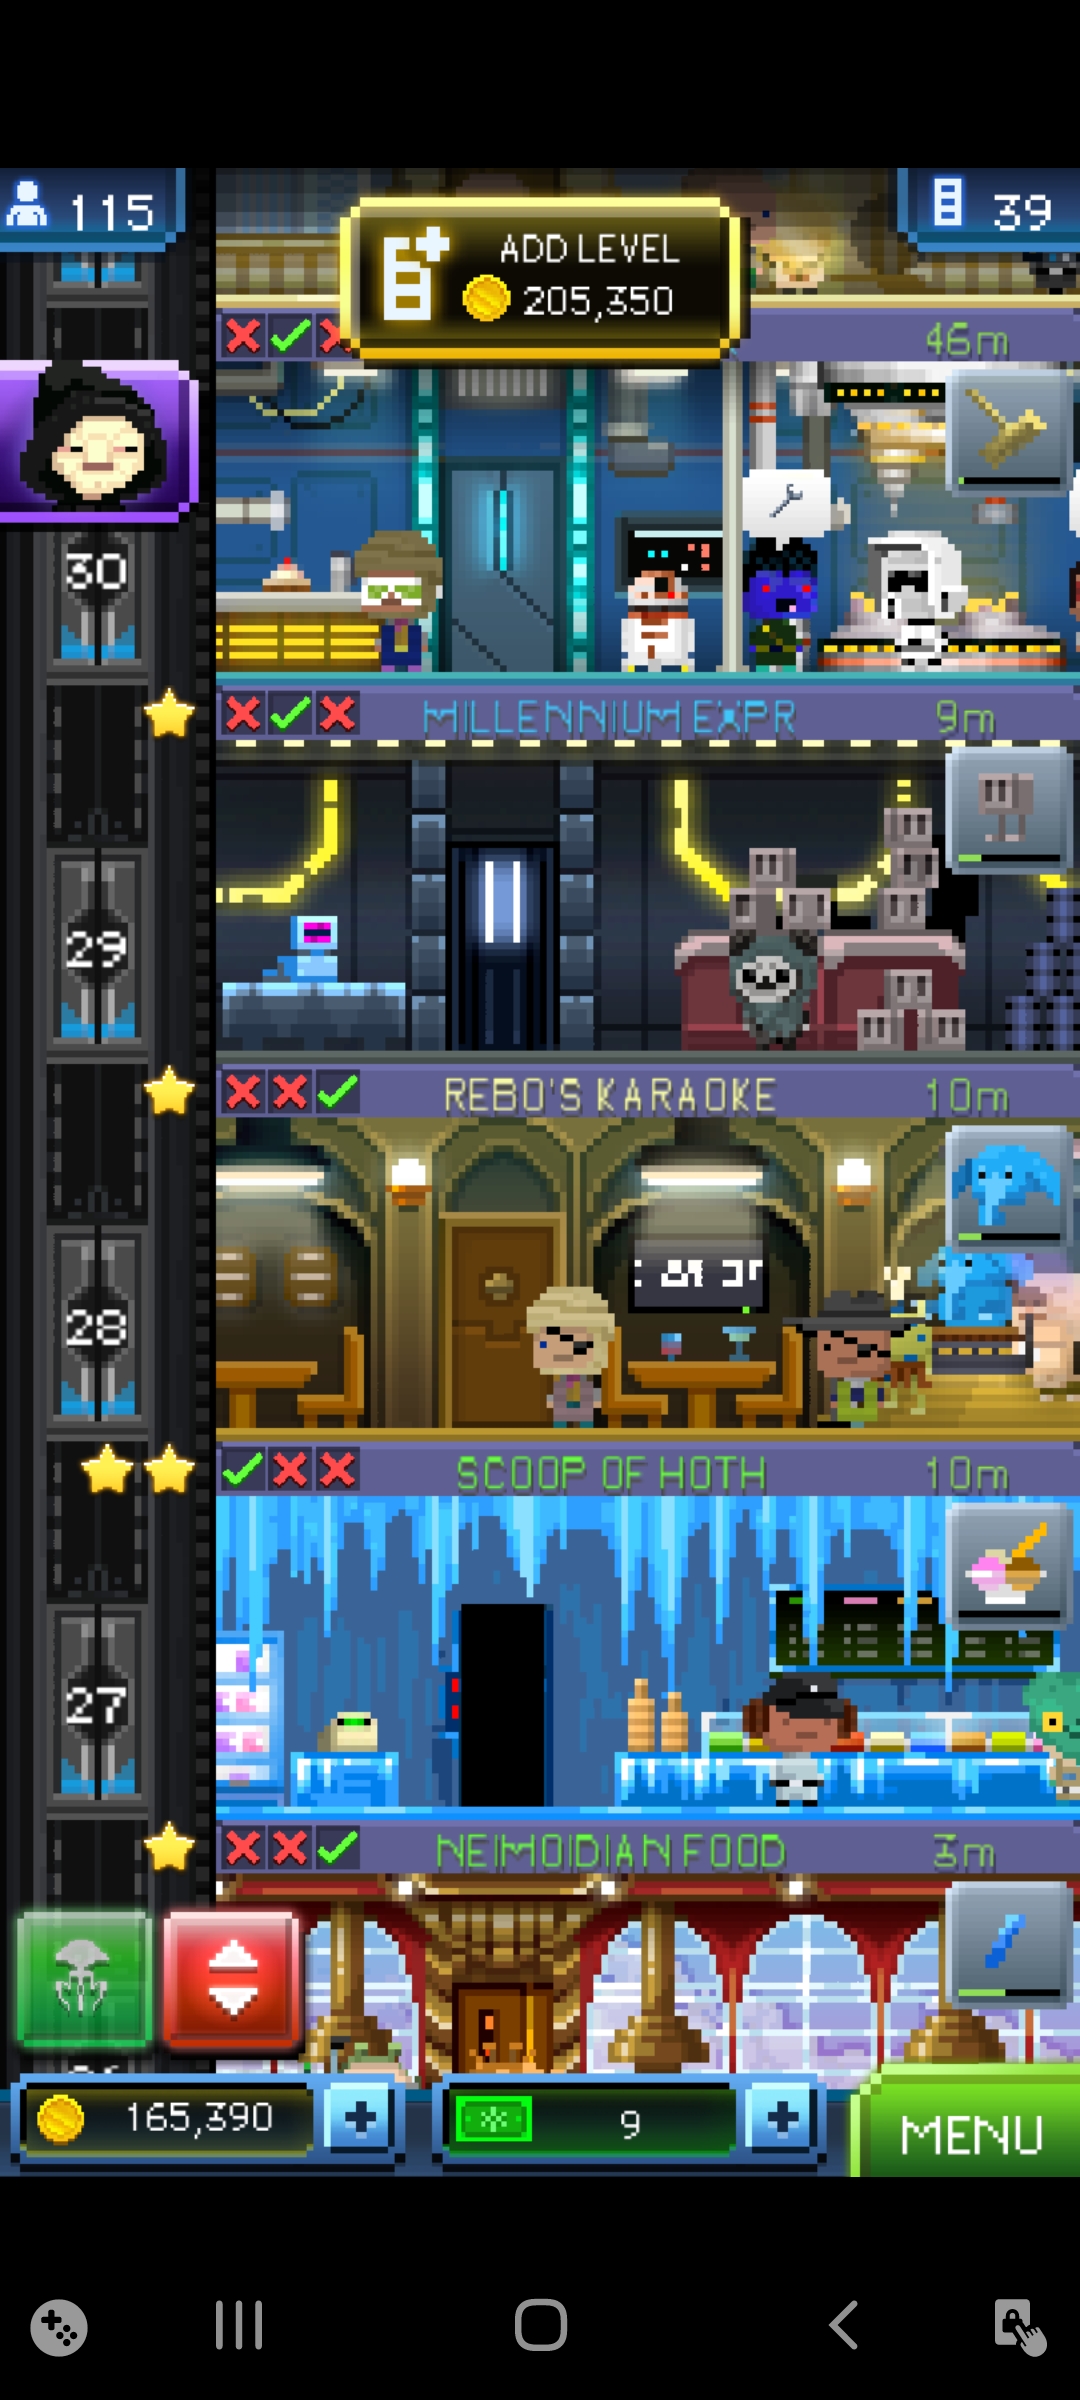 115
39
ADD LEVEL
205,350
46m
30
MILLENNIUM EXPR
9m
29
REBO'S KARAOKE
10m
28
SCOOP OF HOTH
10m
27
NEIMOIDIAN FOOD
3m
165,390
9
MENU